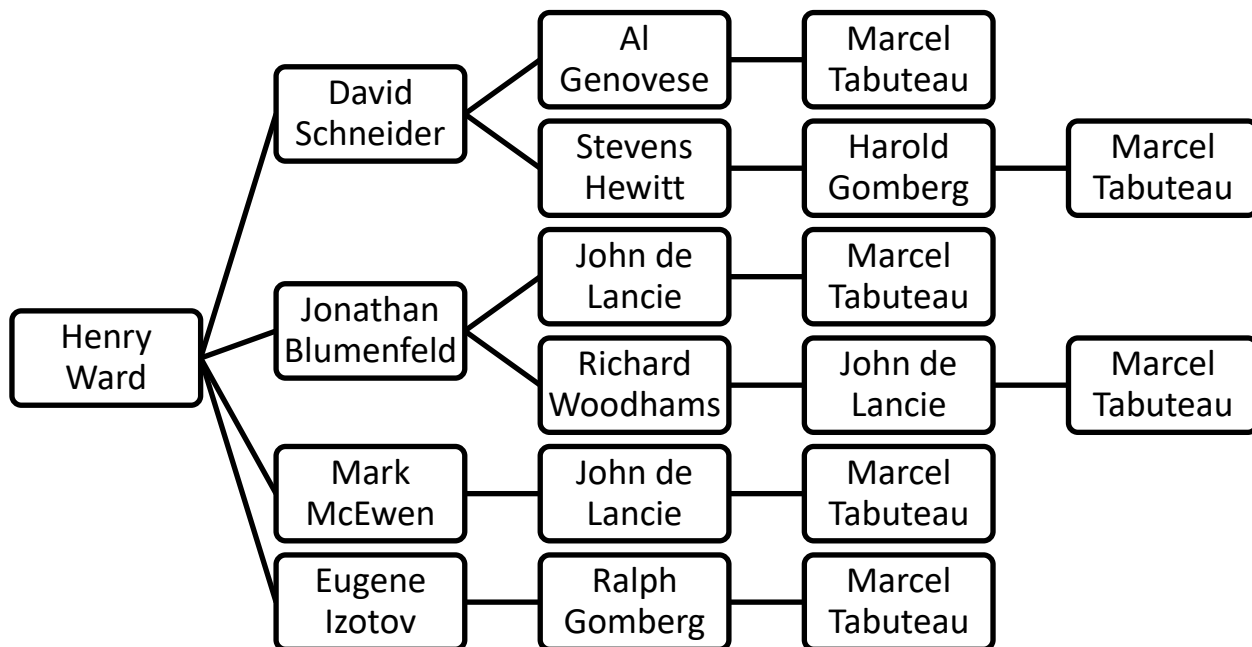 Henry
Ward
David
Schneider
Al
Genovese
Marcel
Tabuteau
Stevens
Hewitt
Harold
Gomberg
Marcel
Tabuteau
Jonathan
Blumenfeld
John de
Lancie
Marcel
Tabuteau
Richard
Woodhams
John de
Lancie
Marcel
Tabuteau
Mark
McEwen
John de
Lancie
Marcel
Tabuteau
Eugene
Izotov
Ralph
Gomberg
Marcel
Tabuteau